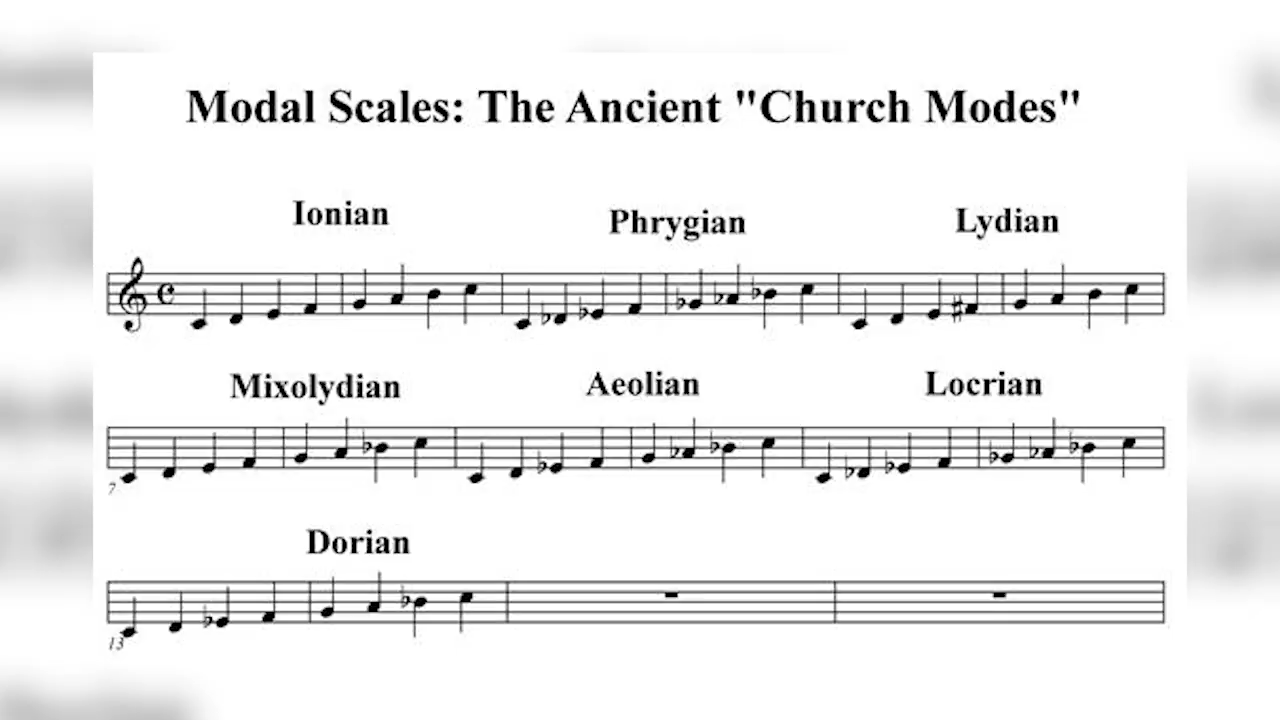 Modal Scales: The Ancient "Church Modes"
Ionian Phrygian Lydian
Mixolydian Aeolian Locrian
7
Dorian
13